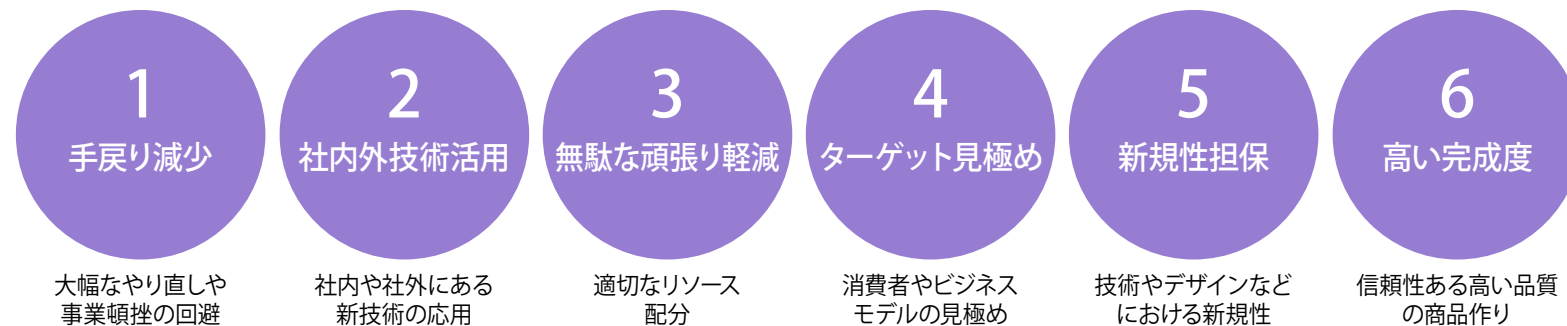 1
手戻り減少
大幅なやり直しや
事業頓挫の回避
2
社内外技術活用
社内や社外にある
新技術の応用
3
無駄な頑張り軽減
適切なリソース
配分
4
ターゲット見極め
消費者やビジネス
モデルの見極め
5
新規性担保
技術やデザインなど
における新規性
6
高い完成度
信頼性ある高い品質
の商品作り